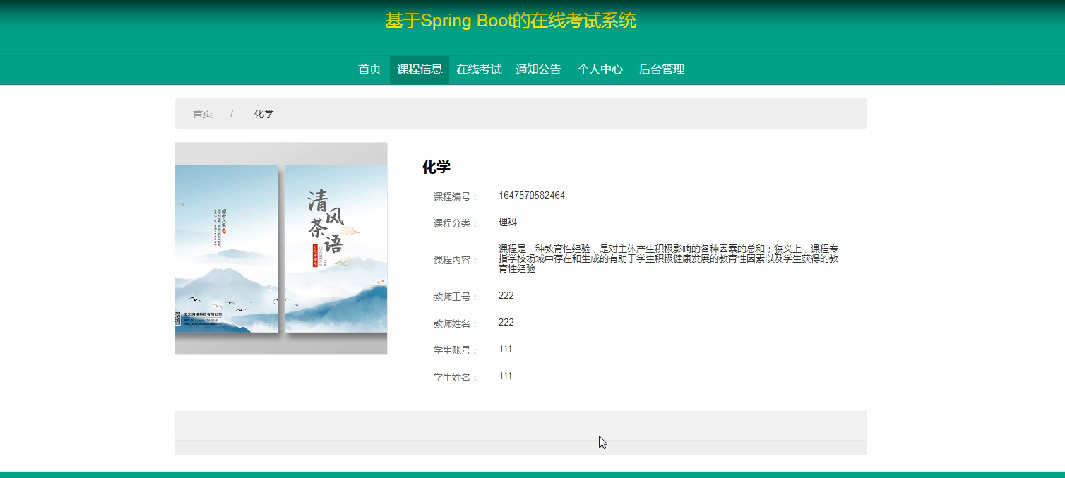 基于Spring Boot的在线考试系统
首页 课程信息 在线考试 通知公告 个人中心 后台管理
首页 / 化学
清风茶语
化学
课程编号： 1647570582464
课程分类： 理科
课程内容： 课程是一种教育性经验，是对主体产生积极影响的各种因素的总和；狭义上，课程专
指学校场域中存在和生成的有助于学生积极健康发展的教育性因素以及学生获得的教
育性经验
教师工号： 222
教师姓名： 222
学生账号： 111
学生姓名： 111